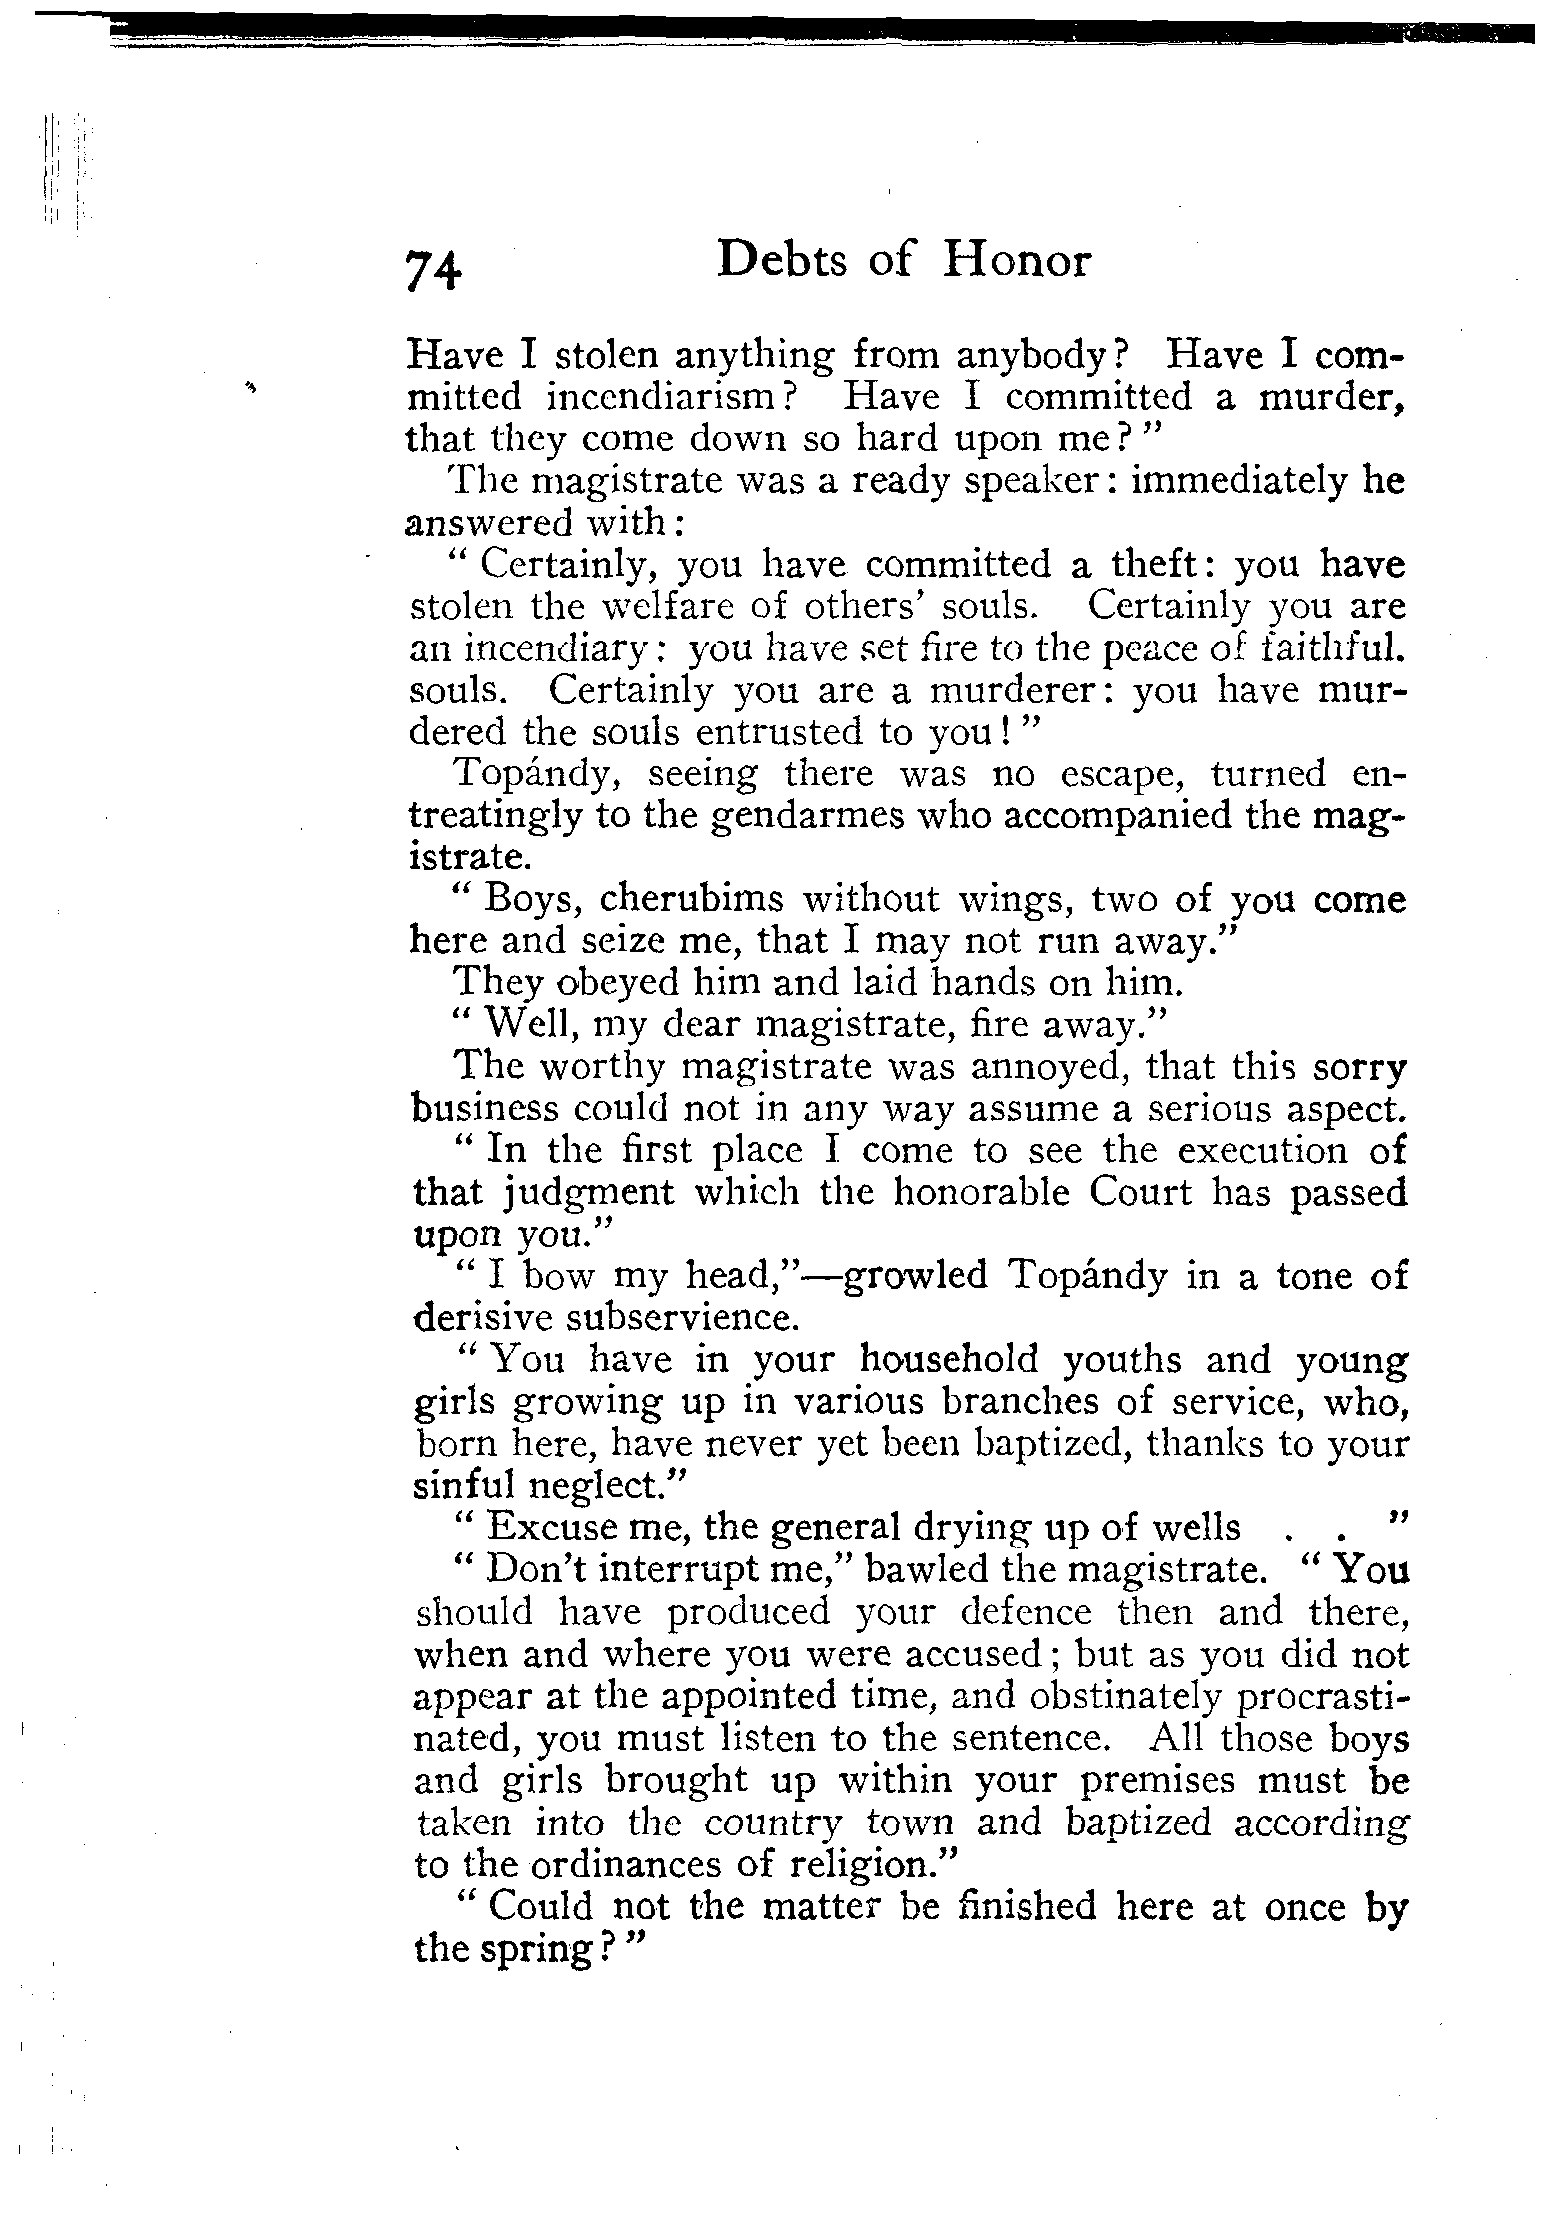 74 Debts of Honor
Have I stolen anything from anybody? Have I com-
mitted incendiarism? Have I committed a murder,
that they come down so hard upon me?"
The magistrate was a ready speaker: immediately he
answered with:
"Certainly, you have committed a theft: you have
stolen the welfare of others' souls. Certainly you are
an incendiary: you have set fire to the peace of faithful.
souls. Certainly you are a murderer: you have mur-
dered the souls entrusted to you!"
Topándy, seeing there was no escape, turned en-
treatingly to the gendarmes who accompanied the mag-
istrate.
"Boys, cherubims without wings, two of you come
here and seize me, that I may not run away."
They obeyed him and laid hands on him.
"Well, my dear magistrate, fire away."
The worthy magistrate was annoyed, that this sorry
business could not in any way assume a serious aspect.
"In the first place I come to see the execution of
that judgment which the honorable Court has passed
upon you."
"I bow my head,"—growled Topándy in a tone of
derisive subservience.
"You have in your household youths and young
girls growing up in various branches of service, who,
born here, have never yet been baptized, thanks to your
sinful neglect."
"Excuse me, the general drying up of wells . . "
"Don't interrupt me," bawled the magistrate. "You
should have produced your defence then and there,
when and where you were accused; but as you did not
appear at the appointed time, and obstinately procrasti-
nated, you must listen to the sentence. All those boys
and girls brought up within your premises must be
taken into the country town and baptized according
to the ordinances of religion."
"Could not the matter be finished here at once by
the spring?"